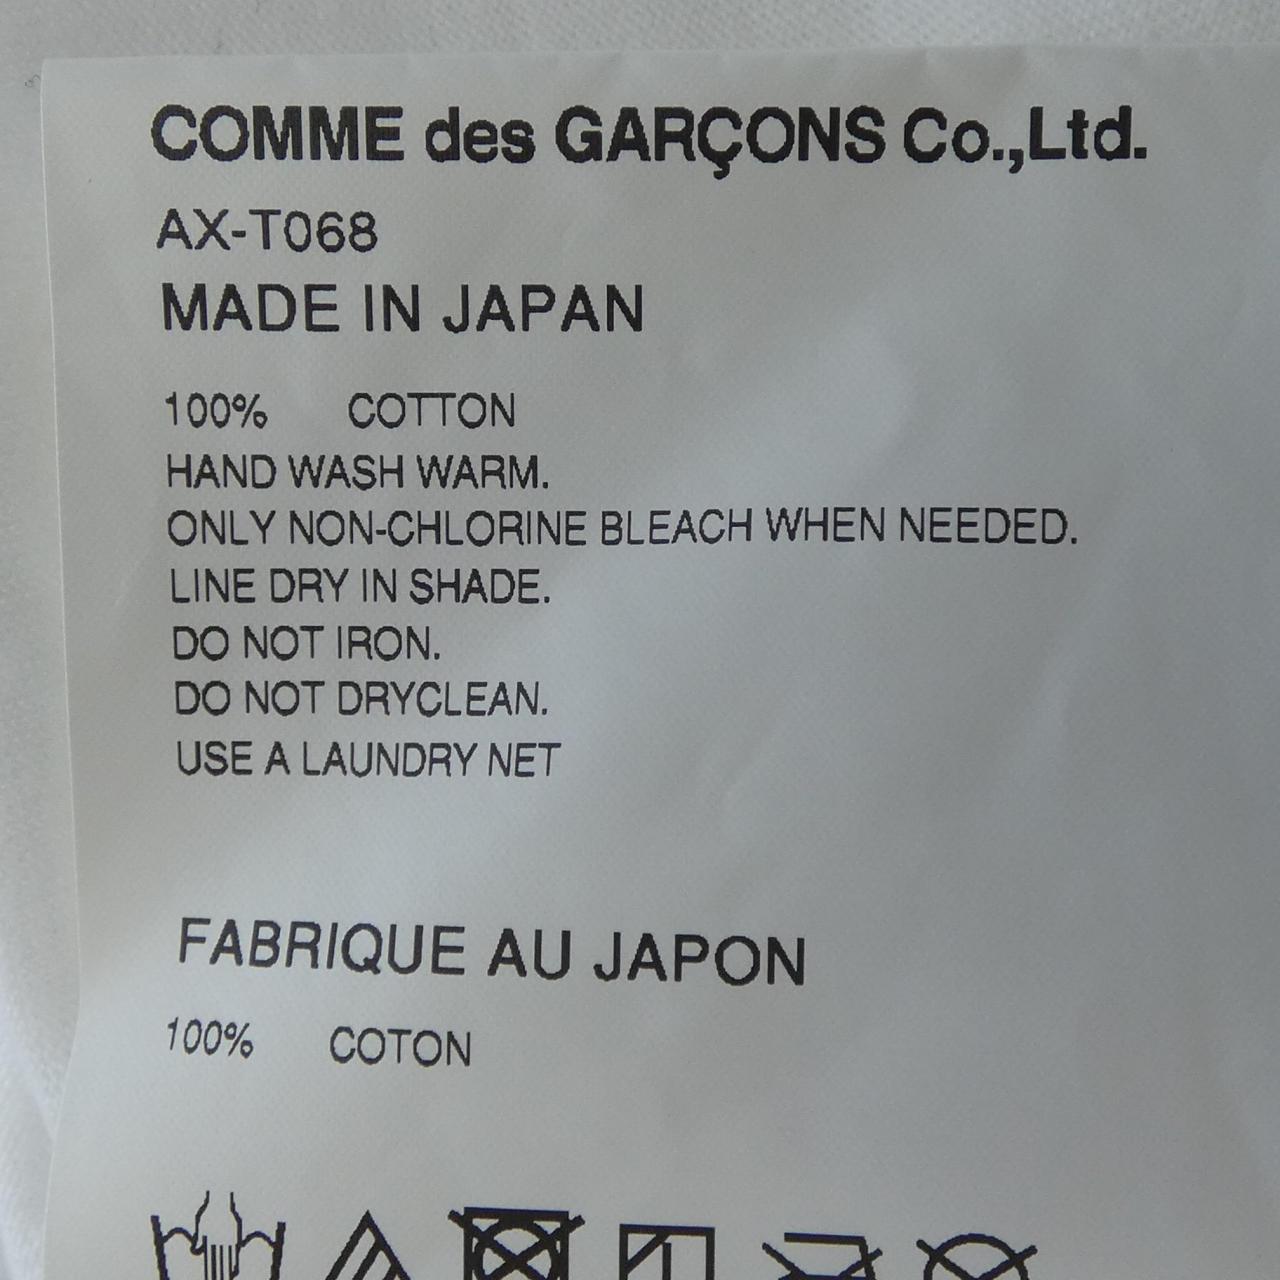 COMME des GARÇONS Co.,Ltd.
AX-T068
MADE IN JAPAN
100% COTTON
HAND WASH WARM.
ONLY NON-CHLORINE BLEACH WHEN NEEDED.
LINE DRY IN SHADE.
DO NOT IRON.
DO NOT DRYCLEAN.
USE A LAUNDRY NET
FABRIQUE AU JAPON
100% COTON